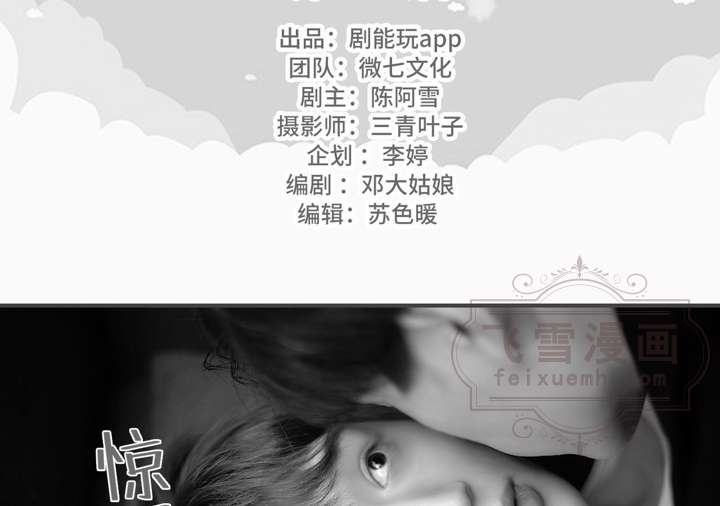 出品：剧能玩app
团队：微七文化
剧主：陈阿雪
摄影师：三青叶子
企划：李婷
编剧：邓大姑娘
编辑：苏色暖
飞雪漫画
feixuemh.com
惊